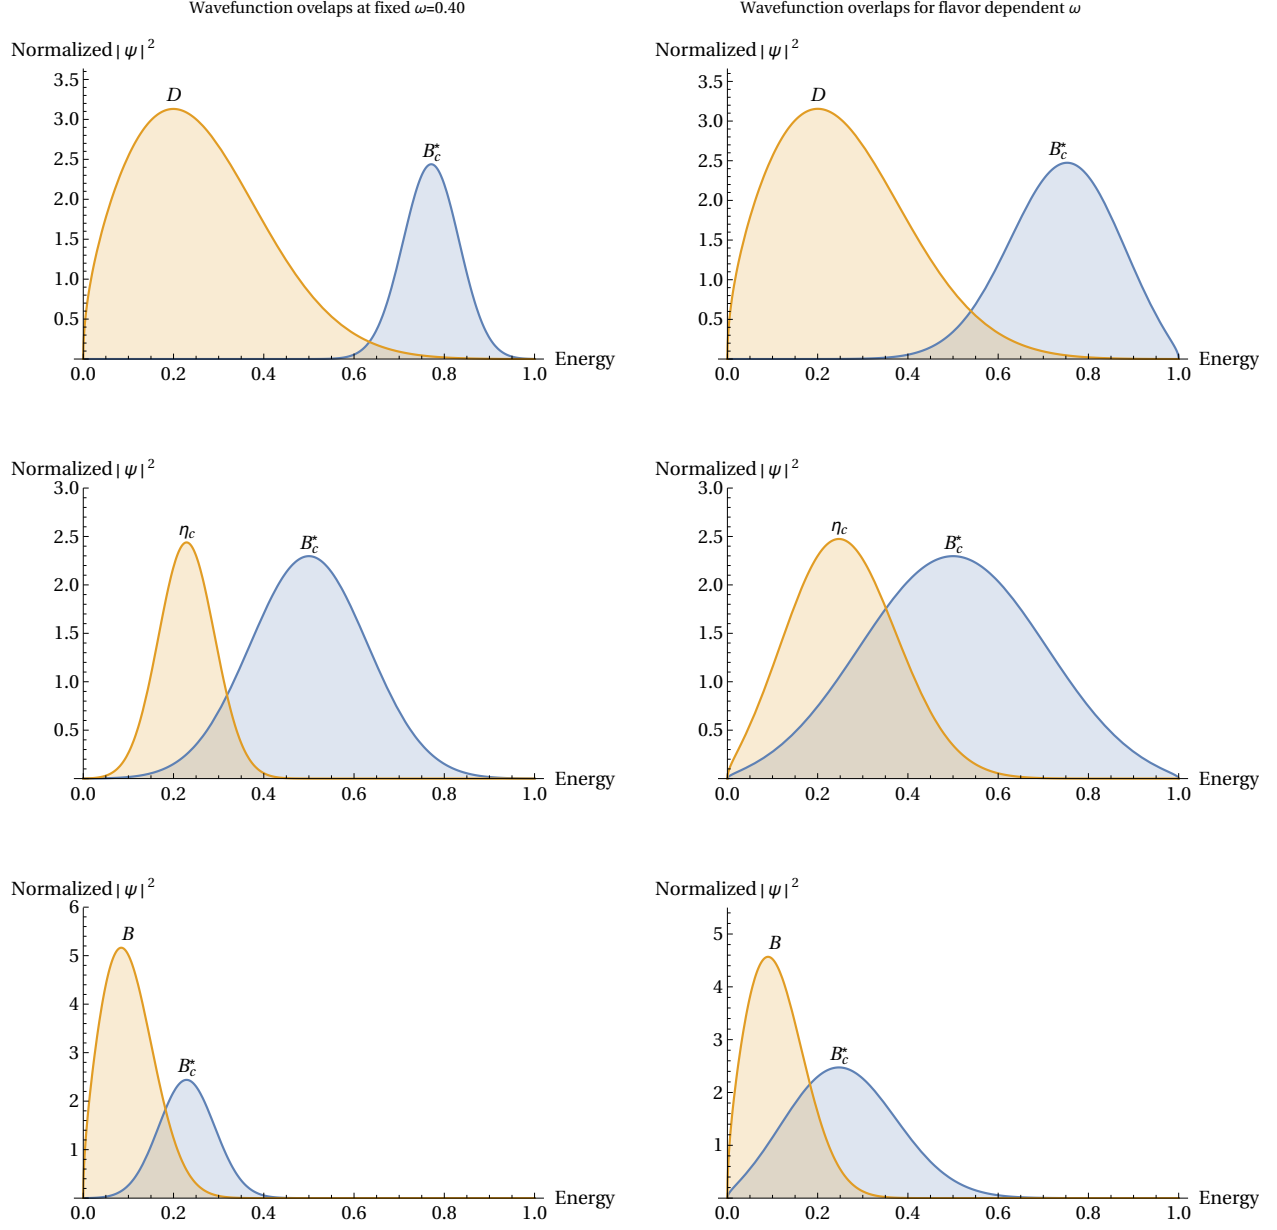 Wavefunction ovelaps at fixed ω=0.40
Wavefunction overlaps for flavor dependent ω
Normalized|ψ|²
3.5
3.0
2.5
2.0
1.5
1.0
0.5
D
B*c
0.0 0.2 0.4 0.6 0.8 1.0 Energy
Normalized|ψ|²
3.5
3.0
2.5
2.0
1.5
1.0
0.5
D
B*c
0.0 0.2 0.4 0.6 0.8 1.0 Energy
Normalized|ψ|²
3.0
2.5
2.0
1.5
1.0
0.5
ηc
B*c
0.0 0.2 0.4 0.6 0.8 1.0 Energy
Normalized|ψ|²
3.0
2.5
2.0
1.5
1.0
0.5
ηc
B*c
0.0 0.2 0.4 0.6 0.8 1.0 Energy
Normalized|ψ|²
6
5
4
3
2
1
B
B*c
0.0 0.2 0.4 0.6 0.8 1.0 Energy
Normalized|ψ|²
5
4
3
2
1
B
B*c
0.0 0.2 0.4 0.6 0.8 1.0 Energy